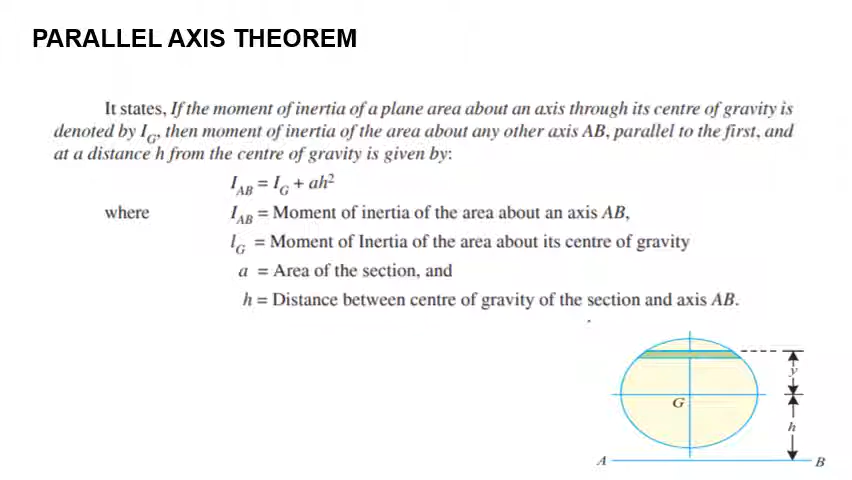 PARALLEL AXIS THEOREM
It states, If the moment of inertia of a plane area about an axis through its centre of gravity is
denoted by I_G, then moment of inertia of the area about any other axis AB, parallel to the first, and
at a distance h from the centre of gravity is given by:
I_AB = I_G + ah²
where I_AB = Moment of inertia of the area about an axis AB,
I_G = Moment of Inertia of the area about its centre of gravity
a = Area of the section, and
h = Distance between centre of gravity of the section and axis AB.
y
G
h
A B